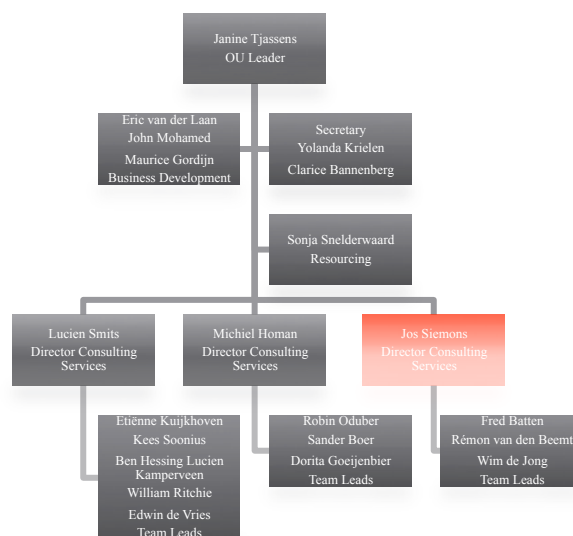 Janine Tjassens
OU Leader
Eric van der Laan
John Mohamed
Maurice Gordijn
Business Development
Secretary
Yolanda Krielen
Clarice Bannenberg
Sonja Snelderwaard
Resourcing
Lucien Smits
Director Consulting
Services
Michiel Homan
Director Consulting
Services
Jos Siemons
Director Consulting
Services
Etiënne Kuijkhoven
Kees Soonius
Ben Hessing Lucien
Kamperveen
William Ritchie
Edwin de Vries
Team Leads
Robin Oduber
Sander Boer
Dorita Goeijenbier
Team Leads
Fred Batten
Rémon van den Beemt
Wim de Jong
Team Leads